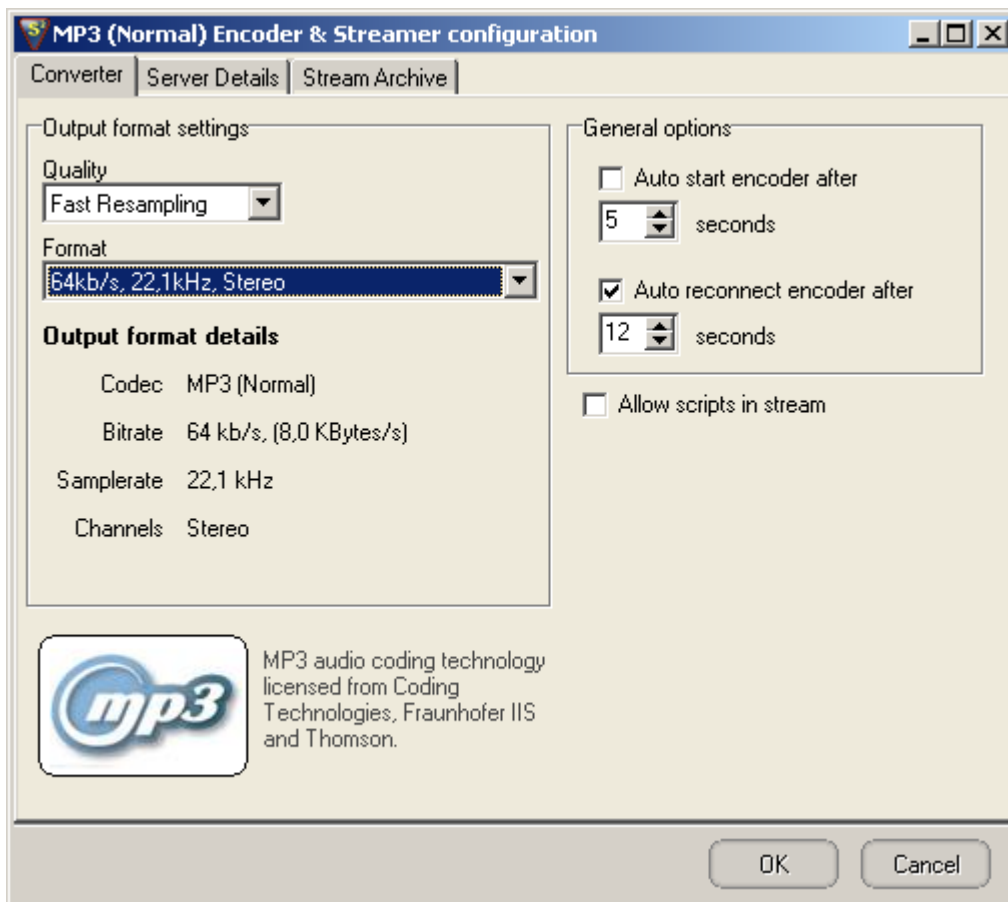 MP3 (Normal) Encoder & Streamer configuration
Converter
Server Details
Stream Archive
Output format settings
Quality
Fast Resampling
Format
64kb/s, 22,1kHz, Stereo
Output format details
Codec MP3 (Normal)
Bitrate 64 kb/s, (8,0 KBytes/s)
Samplerate 22,1 kHz
Channels Stereo
General options
Auto start encoder after
5 seconds
Auto reconnect encoder after
12 seconds
Allow scripts in stream
mp3
MP3 audio coding technology
licensed from Coding
Technologies, Fraunhofer IIS
and Thomson.
OK
Cancel